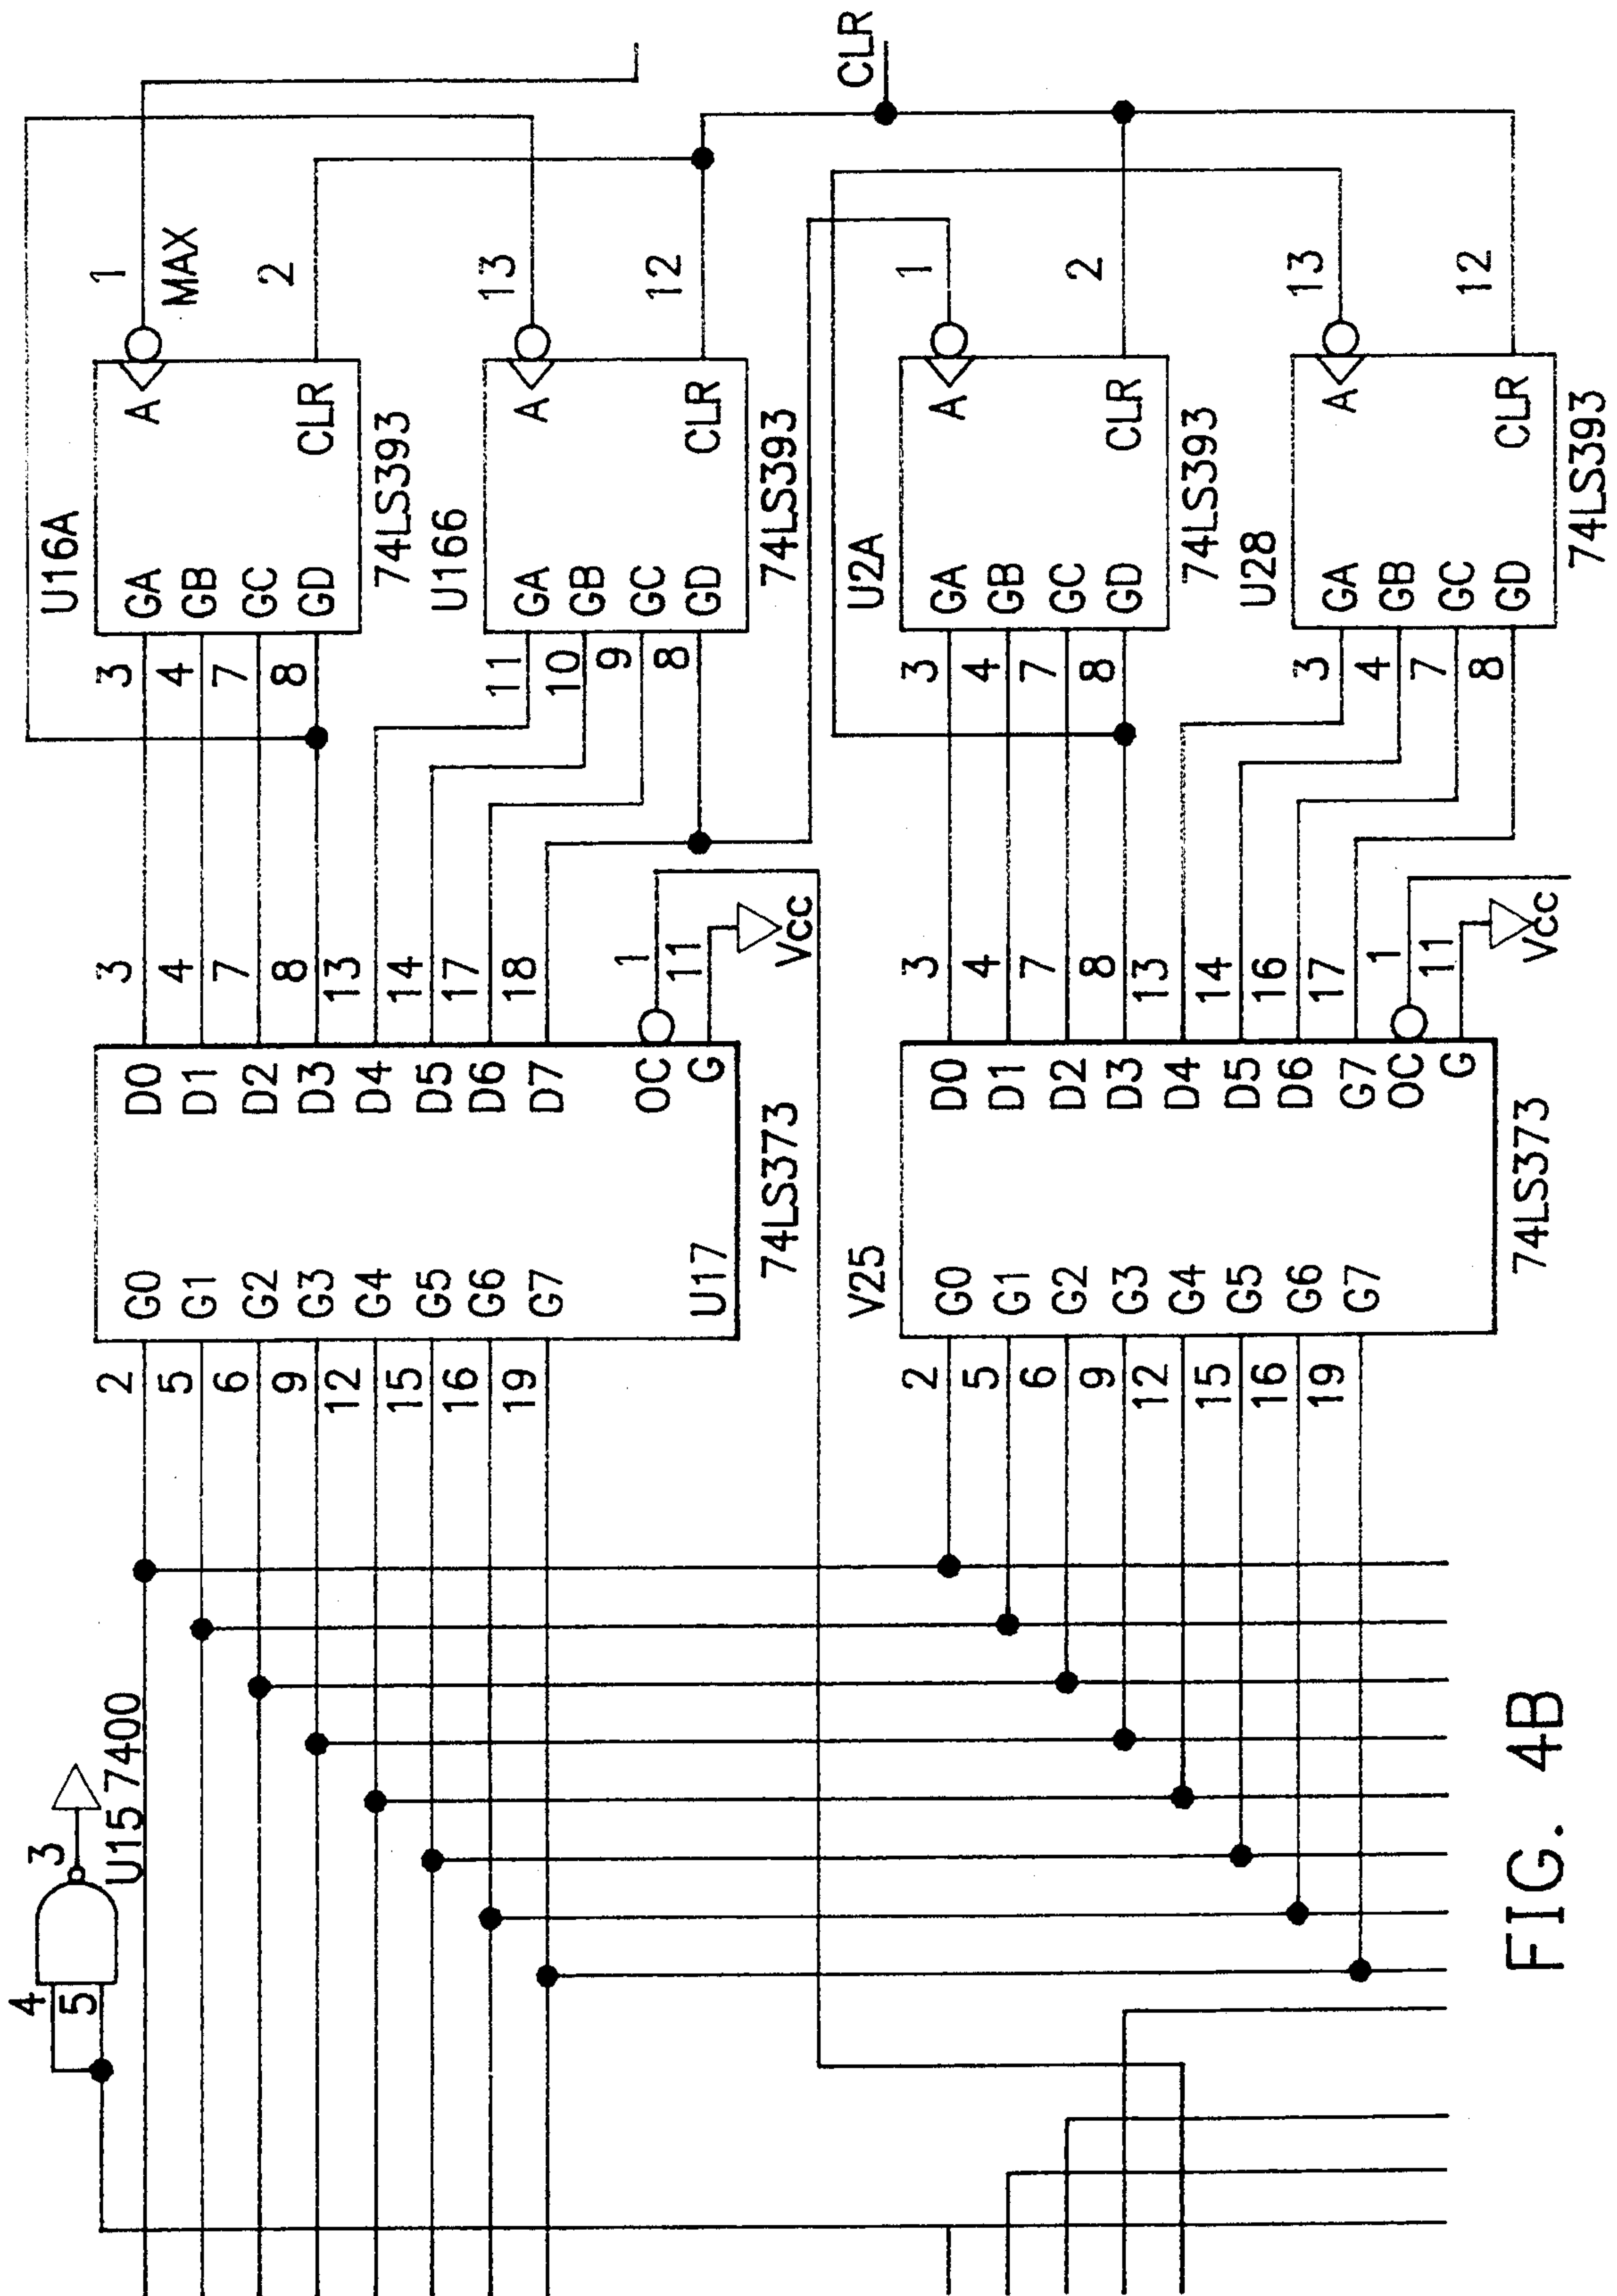 4
5
3
U15 7400
2
5
6
9
12
15
16
19
G0
G1
G2
G3
G4
G5
G6
G7
U17
D0
D1
D2
D3
D4
D5
D6
D7
OC
G
74LS373
3
4
7
8
13
14
17
18
1
11
Vcc
U16A
3
4
7
8
GA
GB
GC
GD
A
CLR
74LS393
1
MAX
2
U166
11
10
9
8
GA
GB
GC
GD
A
CLR
74LS393
13
12
CLR
V25
2
5
6
9
12
15
16
19
G0
G1
G2
G3
G4
G5
G6
G7
D0
D1
D2
D3
D4
D5
D6
G7
OC
G
74LS373
3
4
7
8
13
14
16
17
1
11
Vcc
U2A
3
4
7
8
GA
GB
GC
GD
A
CLR
74LS393
1
2
U28
3
4
7
8
GA
GB
GC
GD
A
CLR
74LS393
13
12
FIG. 4B